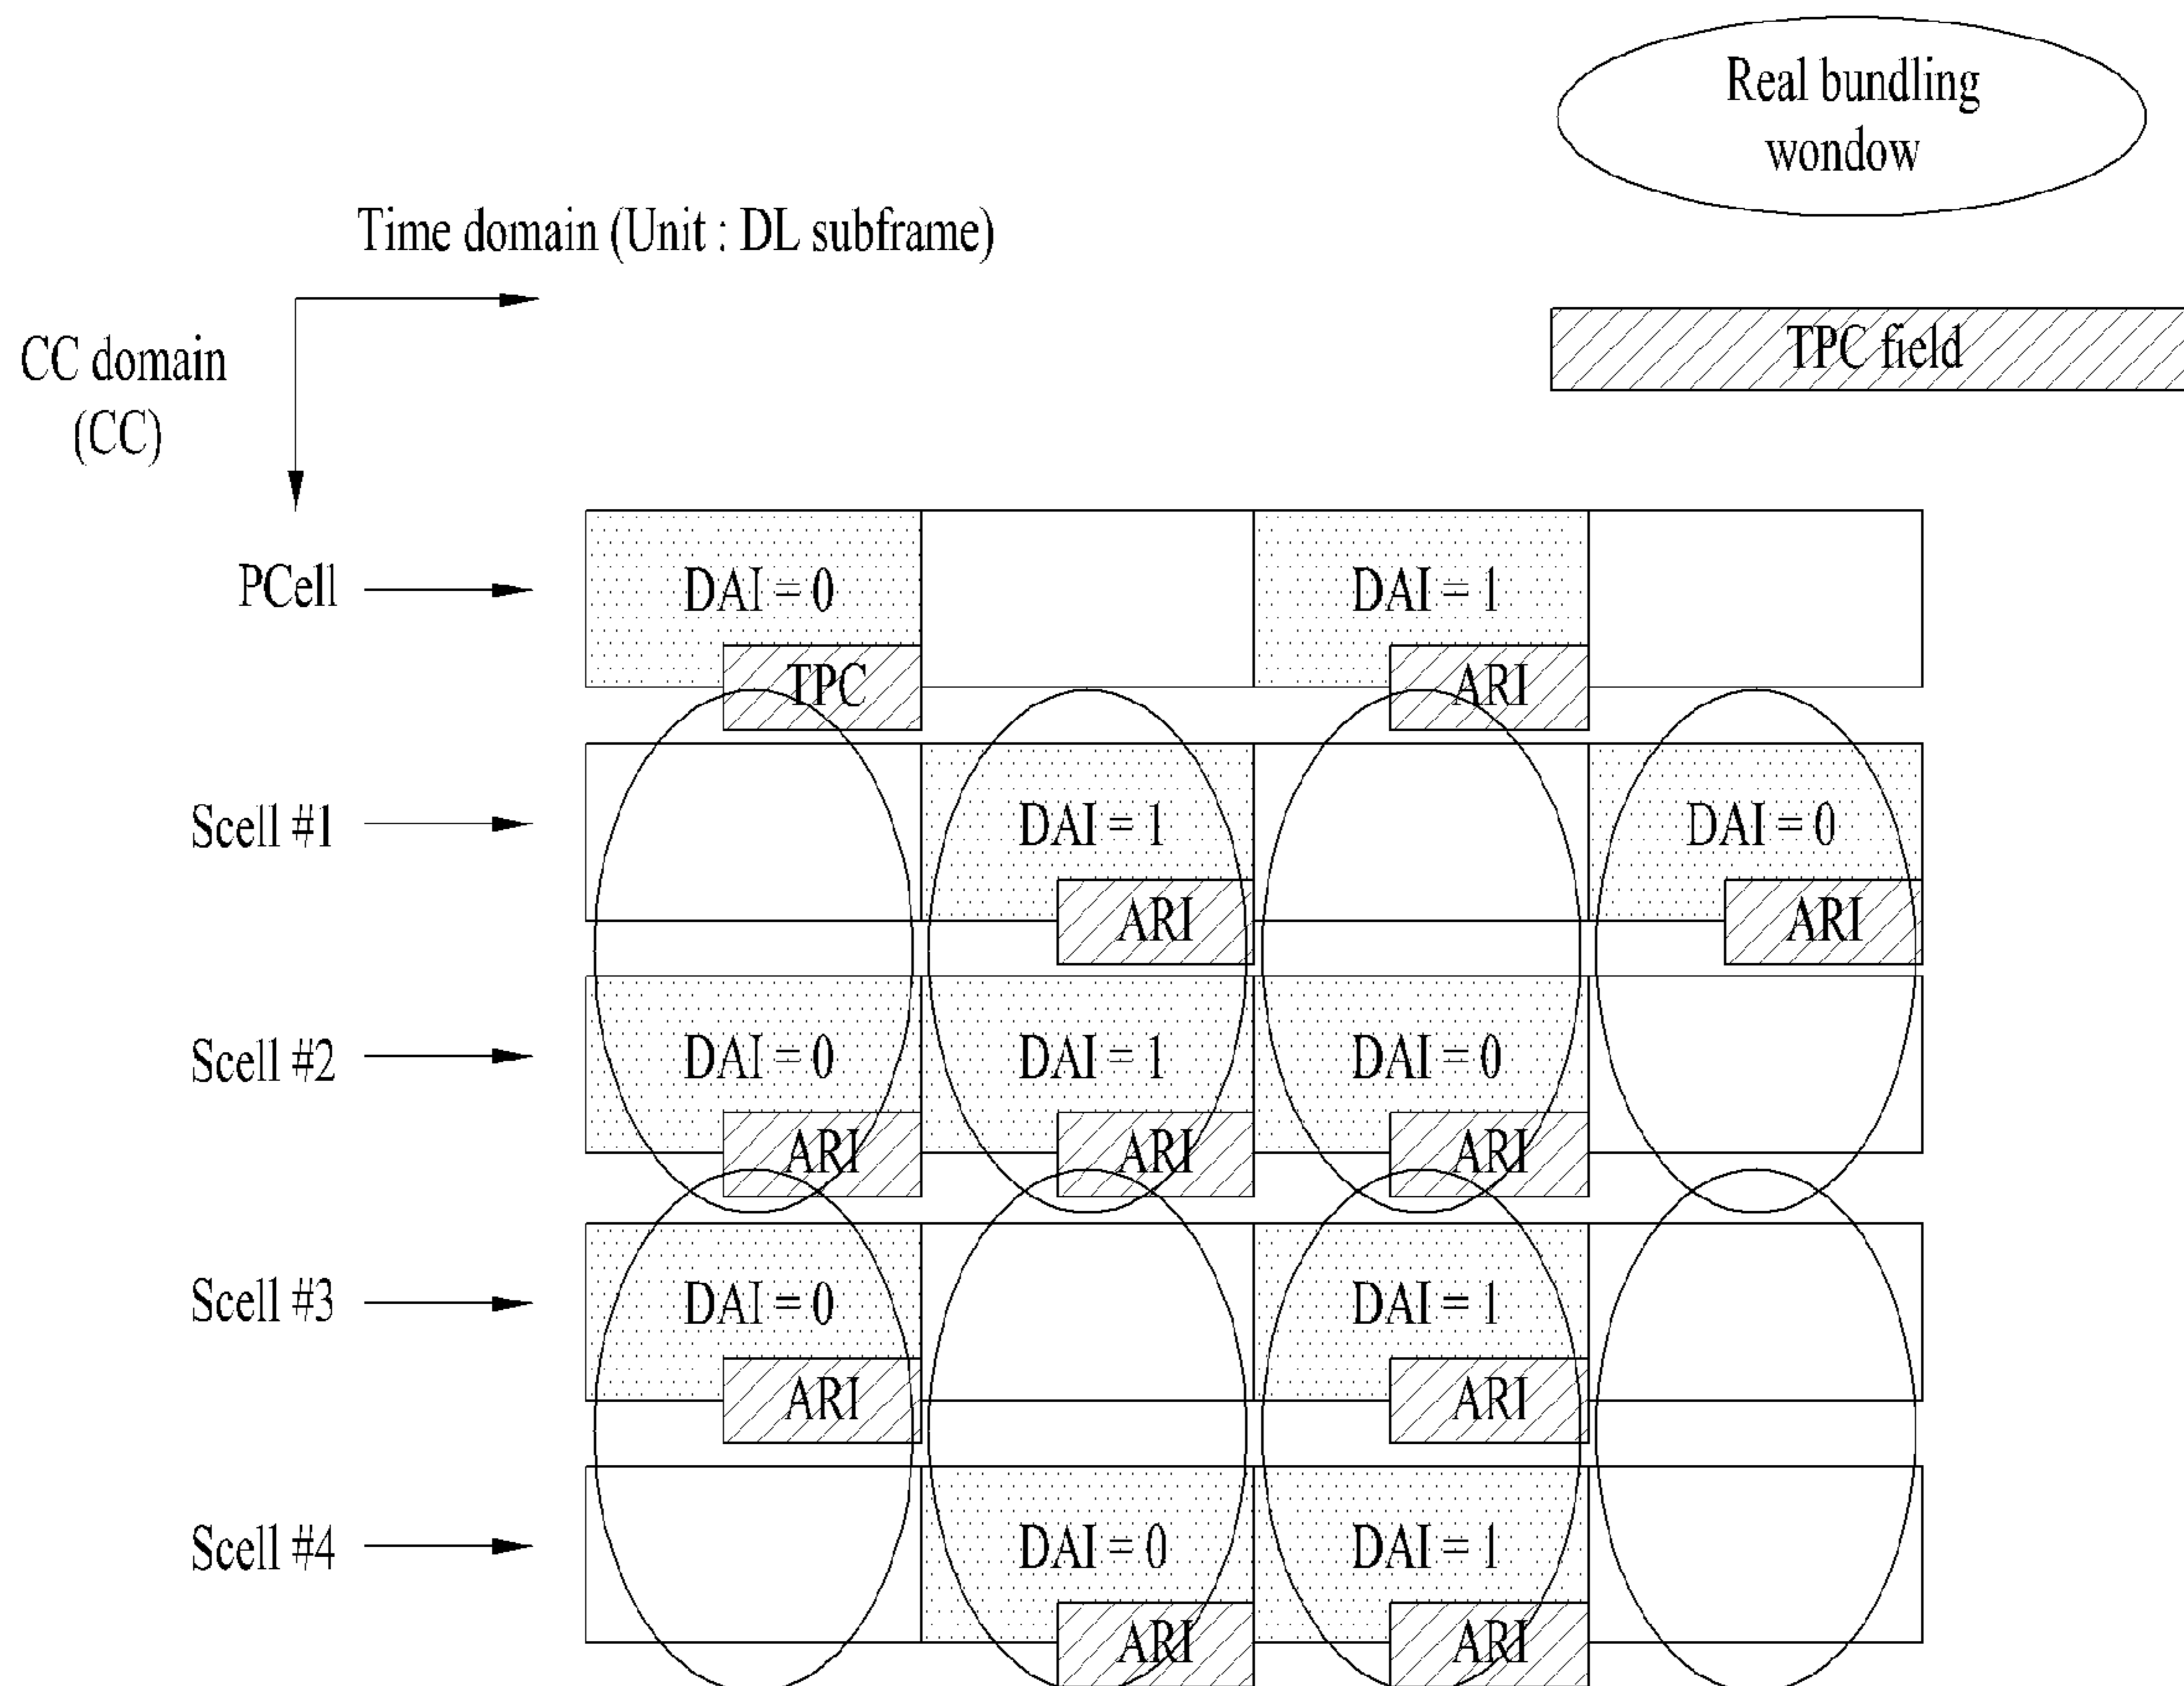 Real bundling
wondow
Time domain (Unit : DL subframe)
CC domain
(CC)
TPC field
PCell
DAI = 0
DAI = 1
TPC
ARI
Scell #1
DAI = 1
DAI = 0
ARI
ARI
Scell #2
DAI = 0
DAI = 1
DAI = 0
ARI
ARI
ARI
Scell #3
DAI = 0
DAI = 1
ARI
ARI
Scell #4
DAI = 0
DAI = 1
ARI
ARI